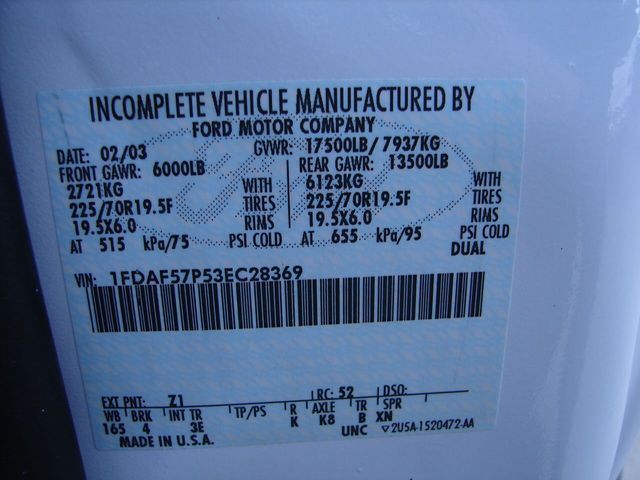 INCOMPLETE VEHICLE MANUFACTURED BY
FORD MOTOR COMPANY
DATE: 02/03 GVWR: 17500LB/ 7937KG
FRONT GAWR: 6000LB REAR GAWR: 13500LB
2721KG WITH 6123KG WITH
225/70R19.5F TIRES 225/70R19.5F TIRES
19.5X6.0 RIMS 19.5X6.0 RIMS
AT 515 kPa/75 PSI COLD AT 655 kPa/95 PSI COLD
DUAL
VIN: 1FDAF57P53EC28369
EXT PNT: Z1 RC: 52 DSO:
WB BRK INT TR TP/PS R AXLE TR SPR
165 4 3E K K8 B XN
MADE IN U.S.A. UNC ▽2U5A-1520472-AA